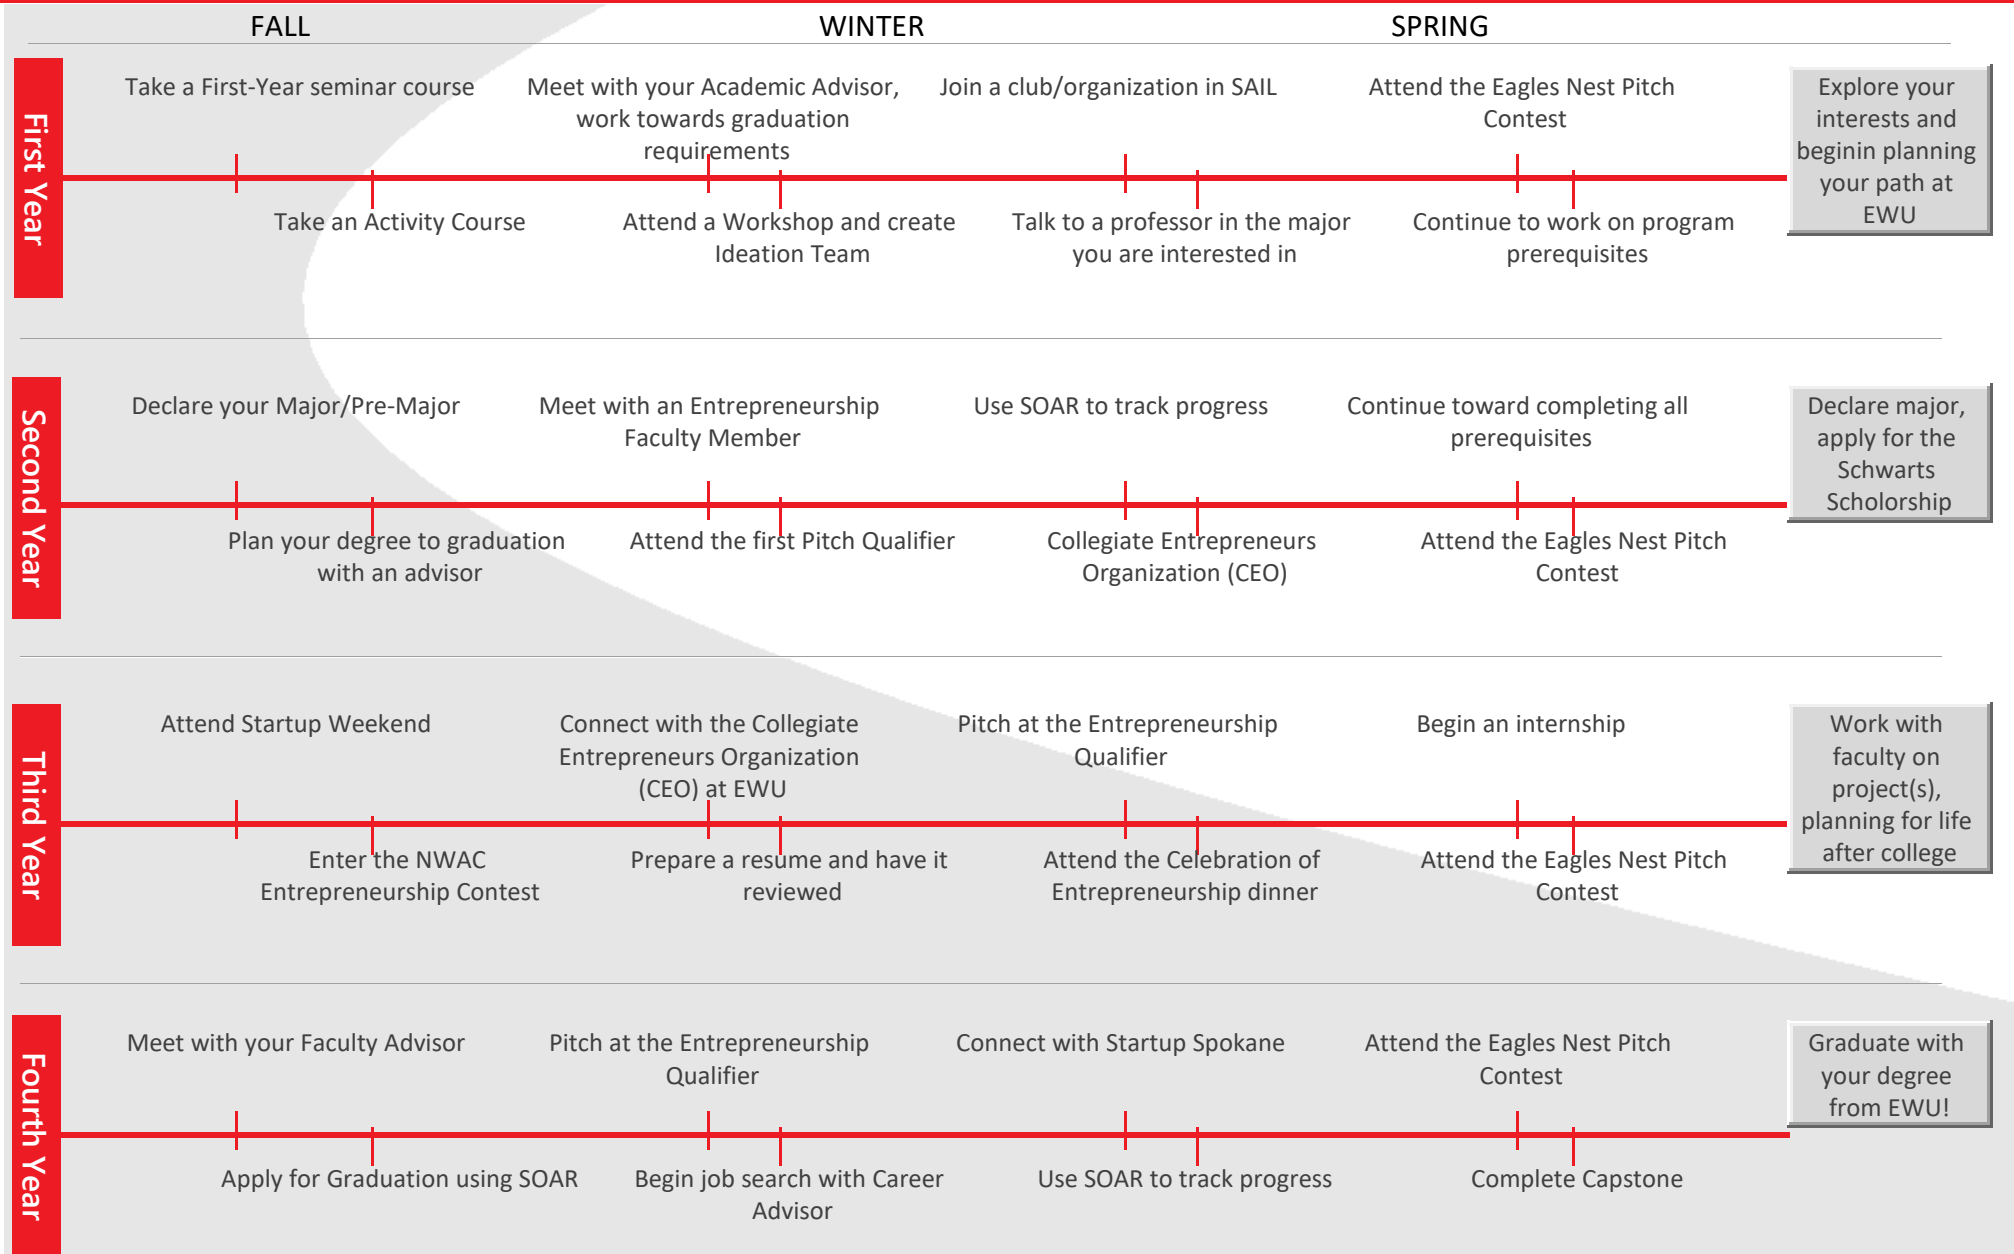 FALL
WINTER
SPRING
First Year
Take a First-Year seminar course
Meet with your Academic Advisor,
work towards graduation
requirements
Join a club/organization in SAIL
Attend the Eagles Nest Pitch
Contest
Take an Activity Course
Attend a Workshop and create
Ideation Team
Talk to a professor in the major
you are interested in
Continue to work on program
prerequisites
Explore your
interests and
beginin planning
your path at
EWU
Second Year
Declare your Major/Pre-Major
Meet with an Entrepreneurship
Faculty Member
Use SOAR to track progress
Continue toward completing all
prerequisites
Plan your degree to graduation
with an advisor
Attend the first Pitch Qualifier
Collegiate Entrepreneurs
Organization (CEO)
Attend the Eagles Nest Pitch
Contest
Declare major,
apply for the
Schwarts
Scholorship
Third Year
Attend Startup Weekend
Connect with the Collegiate
Entrepreneurs Organization
(CEO) at EWU
Pitch at the Entrepreneurship
Qualifier
Begin an internship
Enter the NWAC
Entrepreneurship Contest
Prepare a resume and have it
reviewed
Attend the Celebration of
Entrepreneurship dinner
Attend the Eagles Nest Pitch
Contest
Work with
faculty on
project(s),
planning for life
after college
Fourth Year
Meet with your Faculty Advisor
Pitch at the Entrepreneurship
Qualifier
Connect with Startup Spokane
Attend the Eagles Nest Pitch
Contest
Apply for Graduation using SOAR
Begin job search with Career
Advisor
Use SOAR to track progress
Complete Capstone
Graduate with
your degree
from EWU!